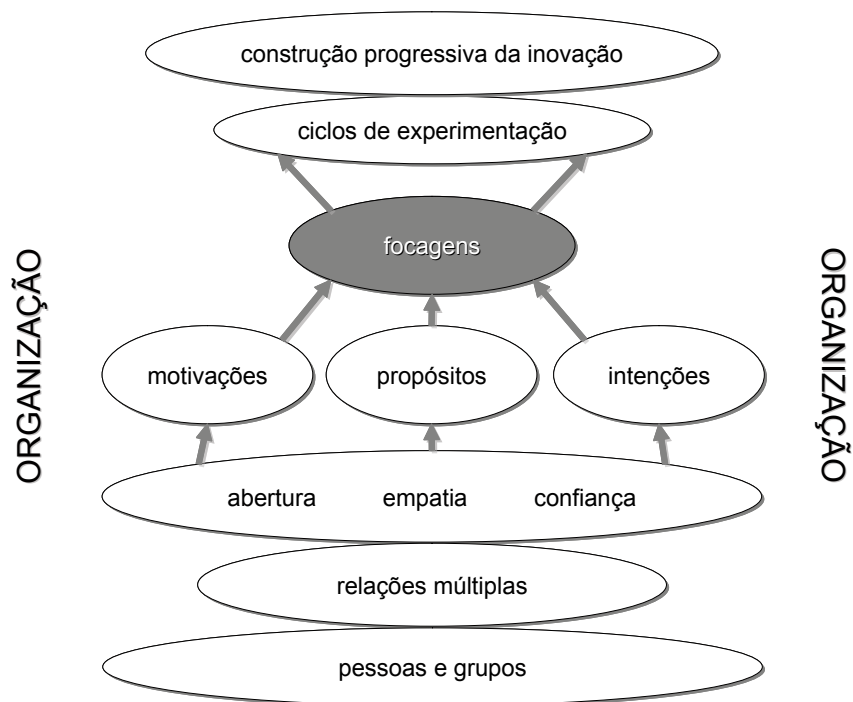 construção progressiva da inovação
ciclos de experimentação
focagens
ORGANIZAÇÃO
ORGANIZAÇÃO
motivações
propósitos
intenções
abertura empatia confiança
relações múltiplas
pessoas e grupos